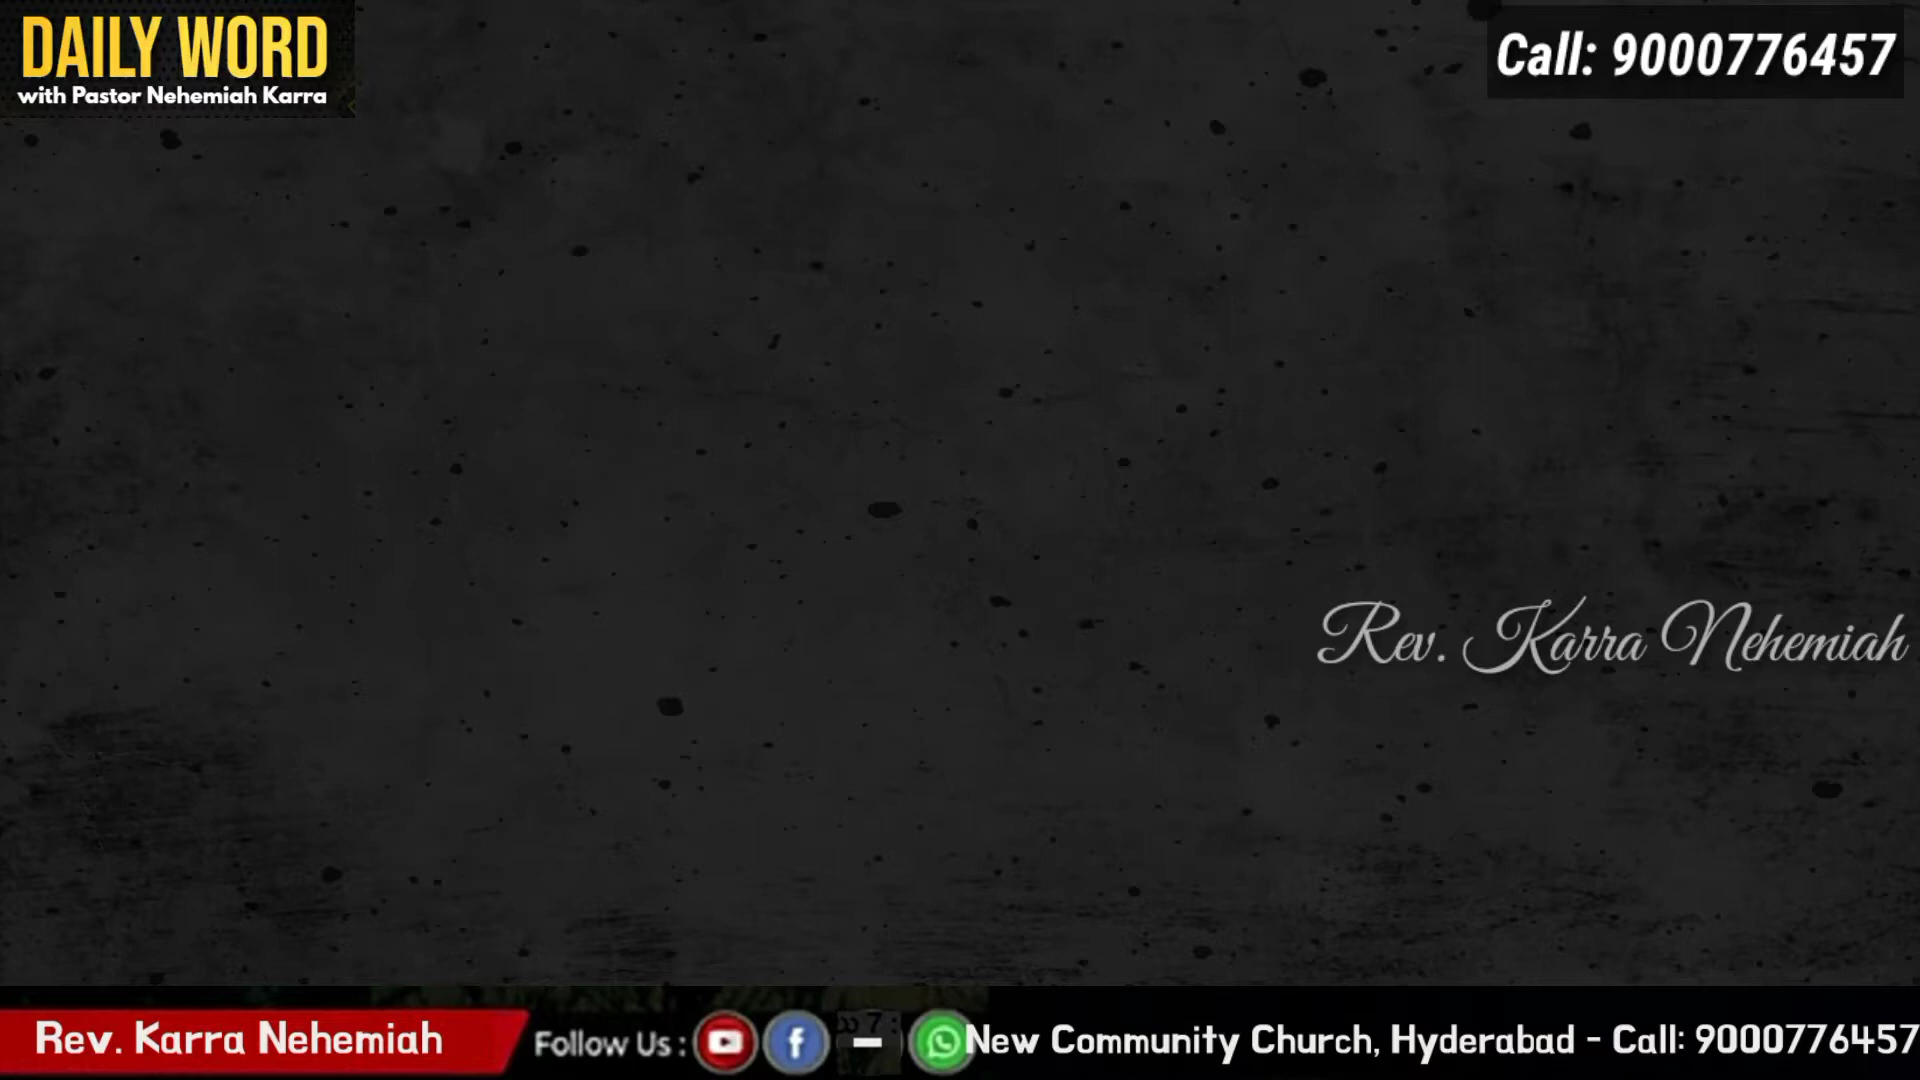 DAILY WORD
with Pastor Nehemiah Karra
Call: 9000776457
Rev. Karra Nehemiah
Rev. Karra Nehemiah
Follow Us :
New Community Church, Hyderabad - Call: 9000776457